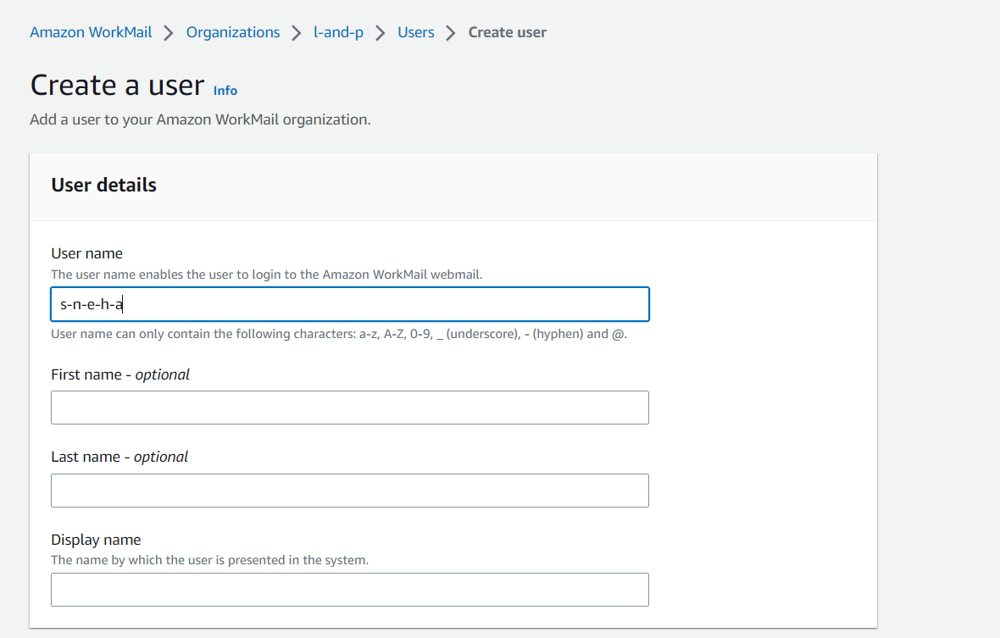 Amazon WorkMail > Organizations > l-and-p > Users > Create user
Create a user Info
Add a user to your Amazon WorkMail organization.
User details
User name
The user name enables the user to login to the Amazon WorkMail webmail.
s-n-e-h-a
User name can only contain the following characters: a-z, A-Z, 0-9, _ (underscore), - (hyphen) and @.
First name - optional
Last name - optional
Display name
The name by which the user is presented in the system.